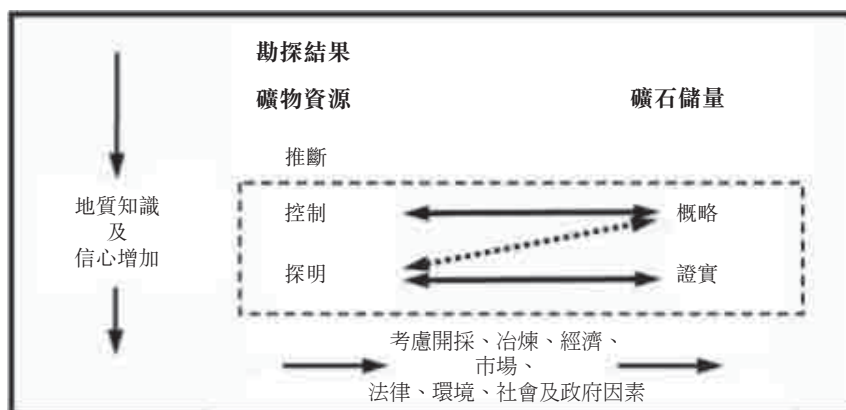 勘探結果
礦物資源
礦石儲量
推斷
地質知識
及
信心增加
控制
概略
探明
證實
考慮開採、冶煉、經濟、
市場、
法律、環境、社會及政府因素